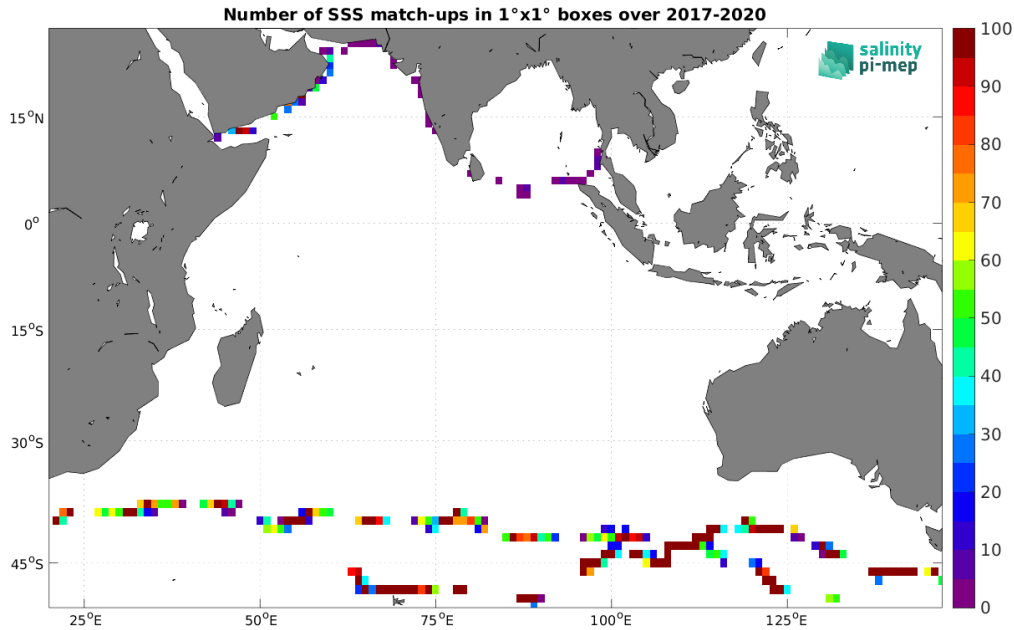 Number of SSS match-ups in 1°x1° boxes over 2017-2020
salinity
pi-mep
100
90
80
70
60
50
40
30
20
10
0
15°N
0°
15°S
30°S
45°S
25°E
50°E
75°E
100°E
125°E